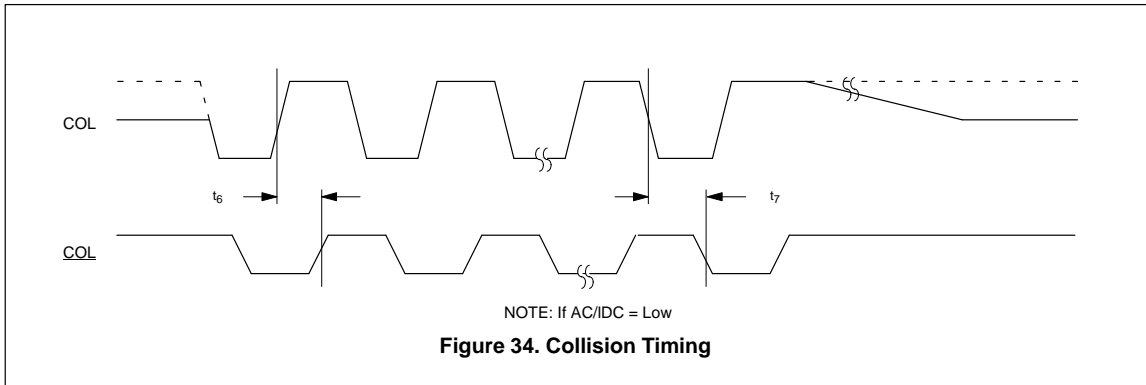 COL
t6 t7
COL
NOTE: If AC/IDC = Low
Figure 34. Collision Timing